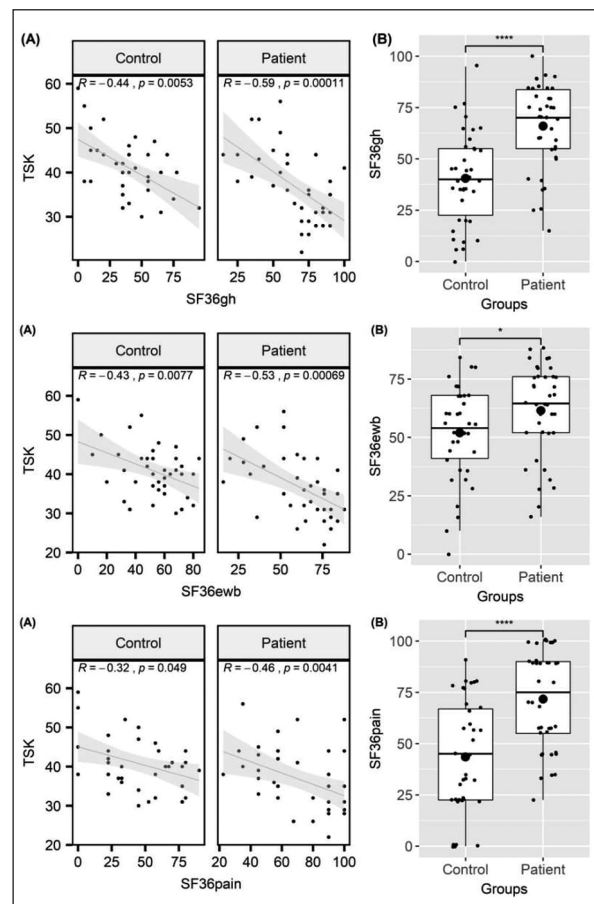 (A)
Control Patient
R = −0.44 , p = 0.0053 R = −0.59 , p = 0.00011
TSK
60
50
40
30
0 25 50 75 25 50 75 100
SF36gh
(B)
****
SF36gh
100
75
50
25
0
Control Patient
Groups
(A)
Control Patient
R = −0.43 , p = 0.0077 R = −0.53 , p = 0.00069
TSK
60
50
40
30
20
0 20 40 60 80 25 50 75
SF36ewb
(B)
*
SF36ewb
75
50
25
0
Control Patient
Groups
(A)
Control Patient
R = −0.32 , p = 0.049 R = −0.46 , p = 0.0041
TSK
60
50
40
30
20
0 25 50 75 20 40 60 80 100
SF36pain
(B)
****
SF36pain
100
75
50
25
0
Control Patient
Groups